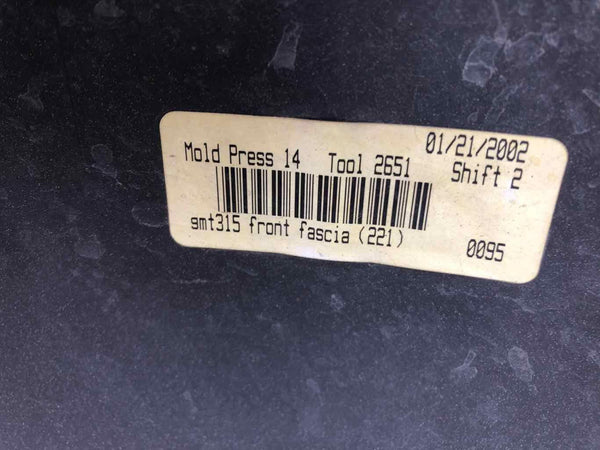 Mold Press 14 Tool 2651 01/21/2002
Shift 2
gmt315 front fascia (221) 0095